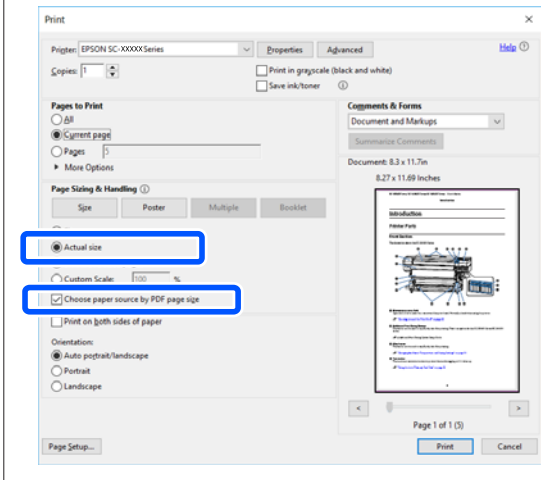 Print
Printer: EPSON SC-XXXXX Series
Properties
Advanced
Help
Copies: 1
Print in grayscale (black and white)
Save ink/toner
Pages to Print
All
Current page
Pages 5
More Options
Page Sizing & Handling
Size
Poster
Multiple
Booklet
Actual size
Custom Scale: 100 %
Choose paper source by PDF page size
Print on both sides of paper
Orientation:
Auto portrait/landscape
Portrait
Landscape
Comments & Forms
Document and Markups
Summarize Comments
Document: 8.3 x 11.7in
8.27 x 11.69 Inches
Introduction
Printer Parts
<
>
Page 1 of 1 (5)
Page Setup...
Print
Cancel